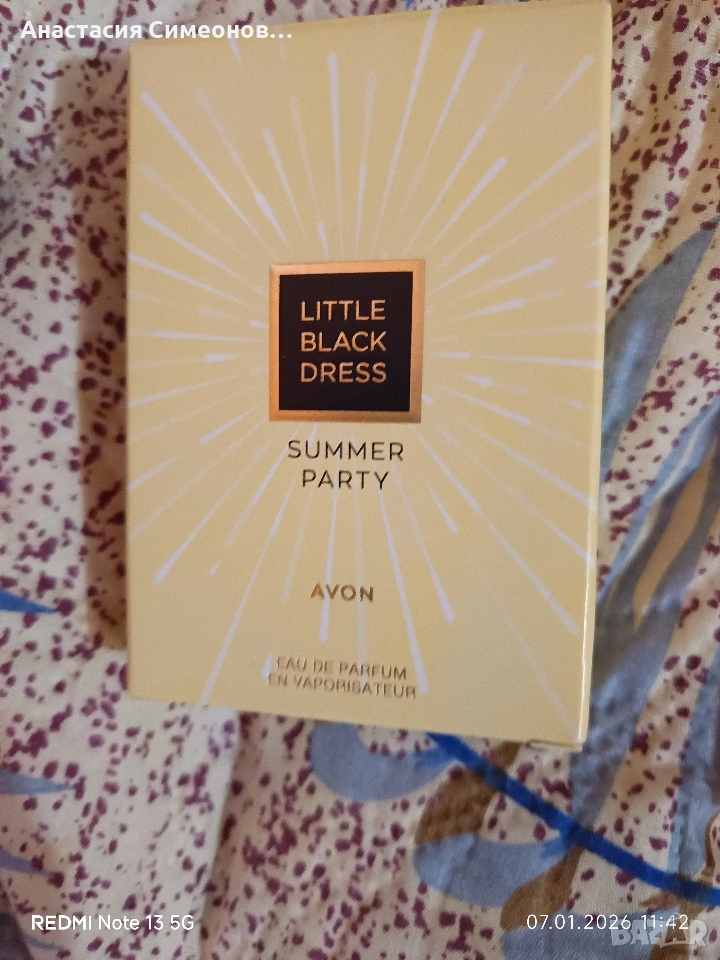 Анастасия Симеонов...
LITTLE
BLACK
DRESS
SUMMER
PARTY
AVON
EAU DE PARFUM
EN VAPORISATEUR
REDMI Note 13 5G
07.01.2026 11:42
BAZAR